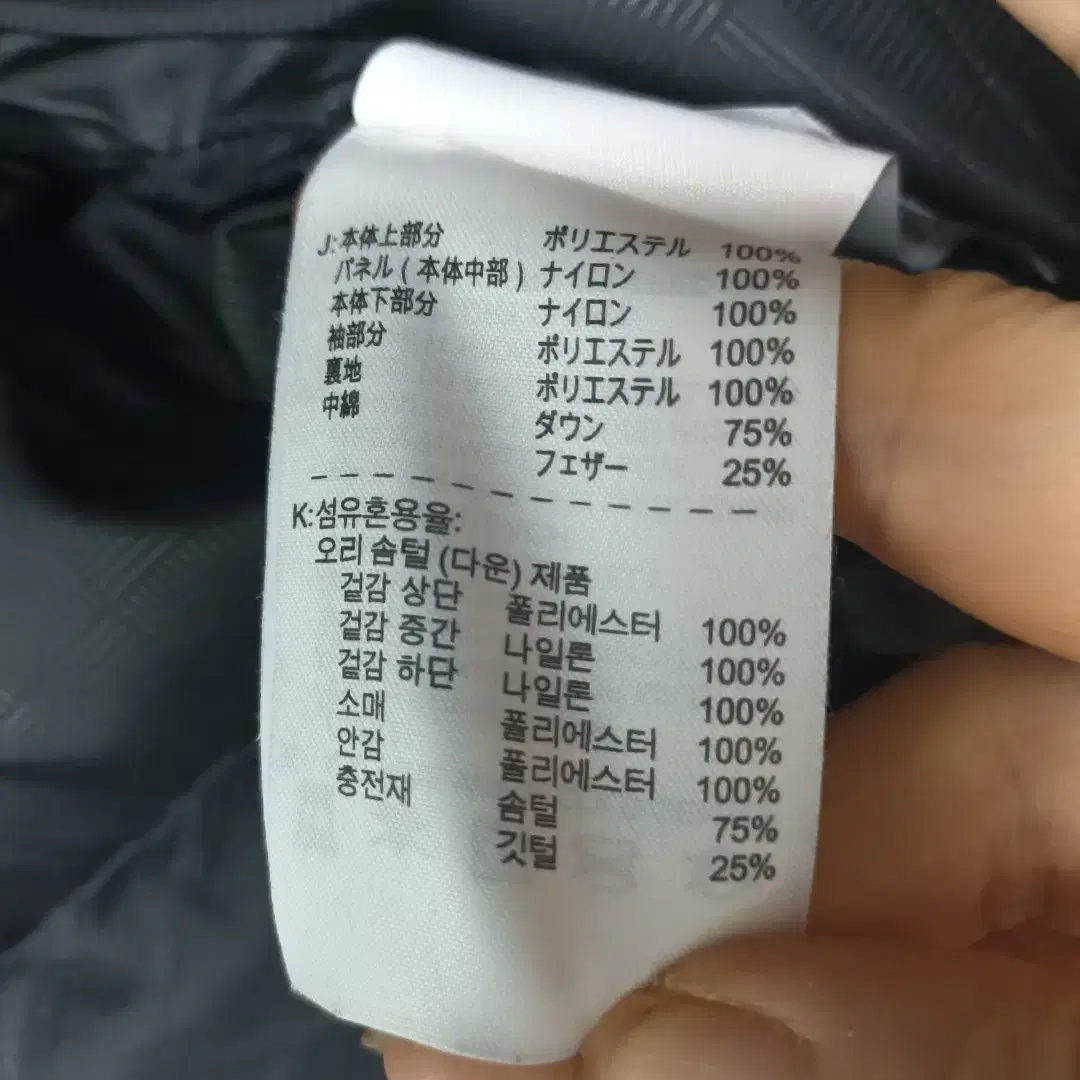 J:本体上部分 ポリエステル 100%
パネル ( 本体中部 ) ナイロン 100%
本体下部分 ナイロン 100%
袖部分 ポリエステル 100%
裏地 ポリエステル 100%
中綿 ダウン 75%
フェザー 25%
K:섬유혼용율:
오리 솜털 (다운) 제품
겉감 상단 폴리에스터 100%
겉감 중간 나일론 100%
겉감 하단 나일론 100%
소매 폴리에스터 100%
안감 폴리에스터 100%
충전재 솜털 75%
깃털 25%